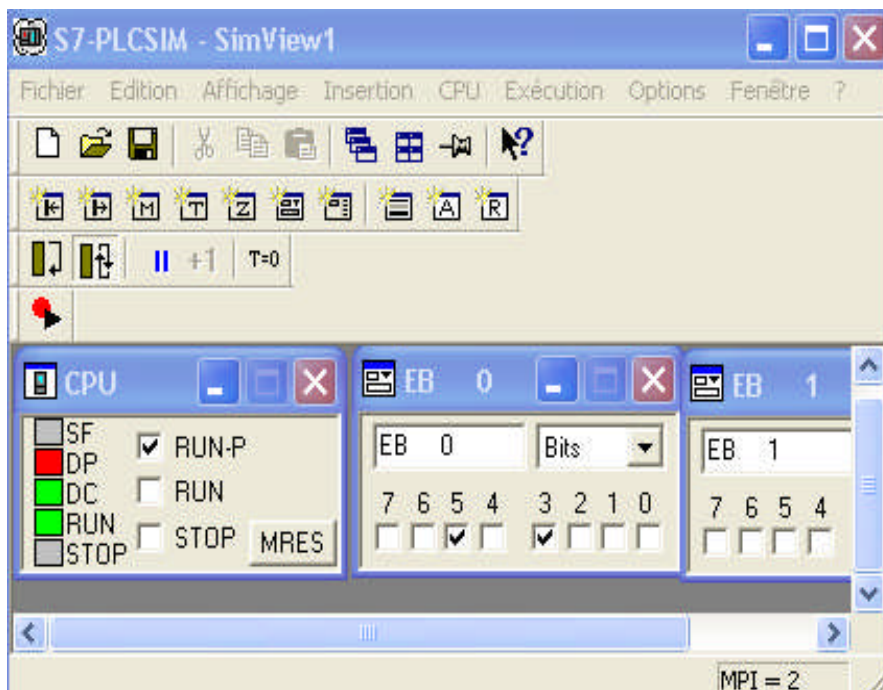 S7-PLCSIM - SimView1
Fichier Edition Affichage Insertion CPU Exécution Options Fenêtre ?
M T Z A R
+1 T=0
CPU
EB 0
EB 1
SF
DP
DC
RUN
STOP
RUN-P
RUN
STOP
MRES
EB 0 Bits
7 6 5 4 3 2 1 0
EB 1
7 6 5 4
MPI = 2